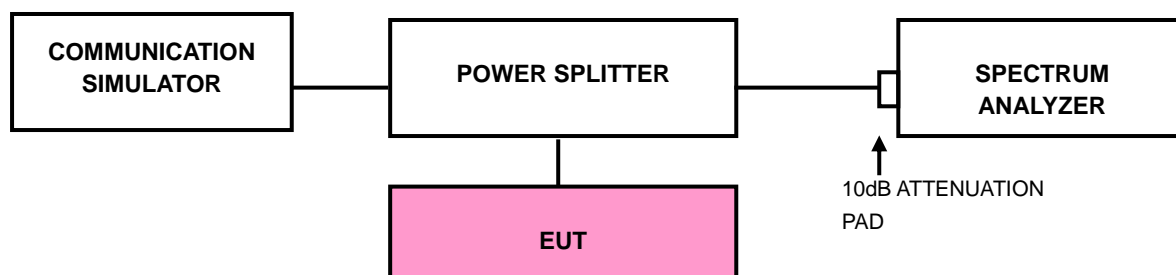 COMMUNICATION
SIMULATOR
POWER SPLITTER
SPECTRUM
ANALYZER
10dB ATTENUATION
PAD
EUT